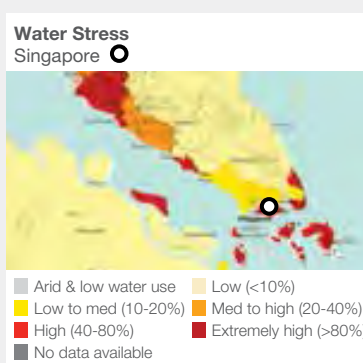 Water Stress
Singapore
Arid & low water use
Low (<10%)
Low to med (10-20%)
Med to high (20-40%)
High (40-80%)
Extremely high (>80%
No data available